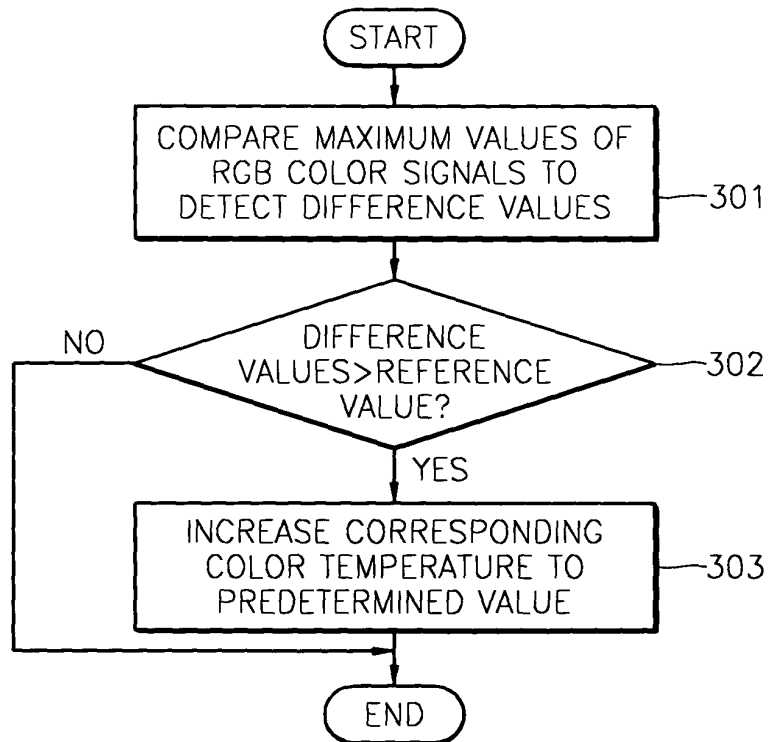 START
COMPARE MAXIMUM VALUES OF
RGB COLOR SIGNALS TO
DETECT DIFFERENCE VALUES
301
DIFFERENCE
VALUES>REFERENCE
VALUE?
302
NO
YES
INCREASE CORRESPONDING
COLOR TEMPERATURE TO
PREDETERMINED VALUE
303
END